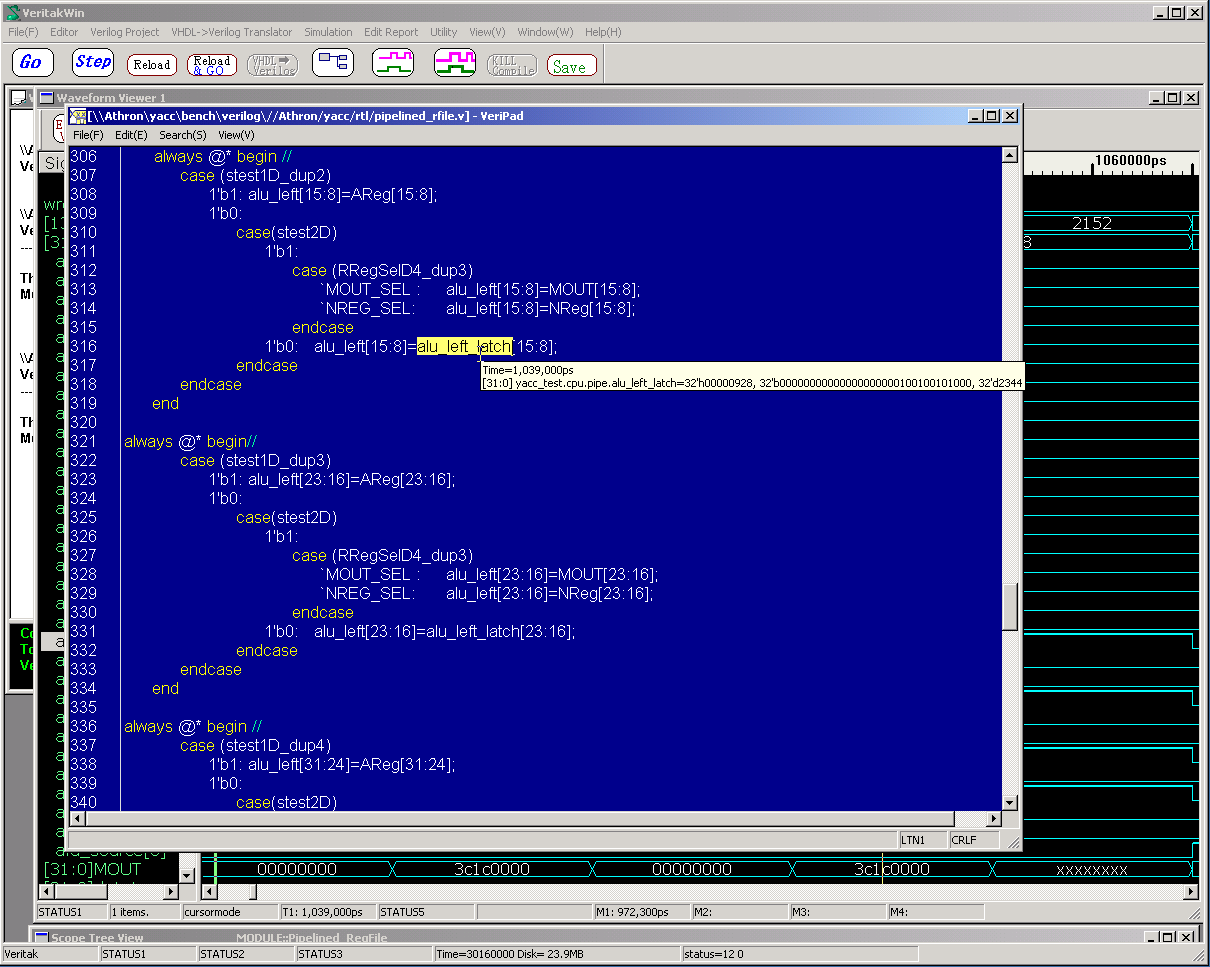 VeritakWin
File(F) Editor Verilog Project VHDL->Verilog Translator Simulation Edit Report Utility View(V) Window(W) Help(H)
Go Step Reload Reload & GO VHDL Verilog KILL Compile Save
Waveform Viewer 1
[\\Athron\yacc\bench\verilog\//Athron/yacc/rtl/pipelined_rfile.v] - VeriPad
File(F) Edit(E) Search(S) View(V)
306 always @* begin //
307 case (stest1D_dup2)
308 1'b1: alu_left[15:8]=AReg[15:8];
309 1'b0:
310 case(stest2D)
311 1'b1:
312 case (RRegSelD4_dup3)
313 `MOUT_SEL : alu_left[15:8]=MOUT[15:8];
314 `NREG_SEL: alu_left[15:8]=NReg[15:8];
315 endcase
316 1'b0: alu_left[15:8]=alu_left_latch[15:8];
317 endcase
Time=1,039,000ps
[31:0] yacc_test.cpu.pipe.alu_left_latch=32'h00000928, 32'b00000000000000000000100100101000, 32'd2344
318 endcase
319 end
320
321 always @* begin//
322 case (stest1D_dup3)
323 1'b1: alu_left[23:16]=AReg[23:16];
324 1'b0:
325 case(stest2D)
326 1'b1:
327 case (RRegSelD4_dup3)
328 `MOUT_SEL : alu_left[23:16]=MOUT[23:16];
329 `NREG_SEL: alu_left[23:16]=NReg[23:16];
330 endcase
331 1'b0: alu_left[23:16]=alu_left_latch[23:16];
332 endcase
333 endcase
334 end
335
336 always @* begin //
337 case (stest1D_dup4)
338 1'b1: alu_left[31:24]=AReg[31:24];
339 1'b0:
340 case(stest2D)
LTN1 CRLF
1060000ps
2152
8
[31:0]MOUT 00000000 3c1c0000 00000000 3c1c0000 xxxxxxxx
STATUS1 1 items. cursormode T1: 1,039,000ps STATUS5 M1: 972,300ps M2: M3: M4:
Scope Tree View MODULE::Pipelined_RegFile
Veritak STATUS1 STATUS2 STATUS3 Time=30160000 Disk= 23.9MB status=12 0